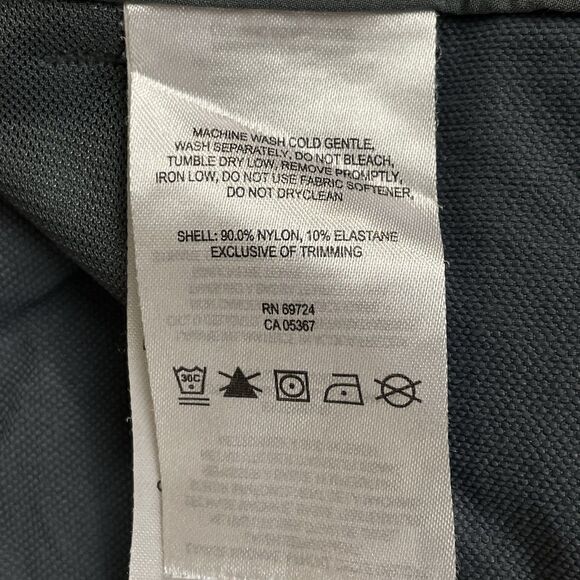 MACHINE WASH COLD GENTLE,
WASH SEPARATELY, DO NOT BLEACH,
TUMBLE DRY LOW, REMOVE PROMPTLY,
IRON LOW, DO NOT USE FABRIC SOFTENER,
DO NOT DRYCLEAN
SHELL: 90.0% NYLON, 10% ELASTANE
EXCLUSIVE OF TRIMMING
RN 69724
CA 05367
30C